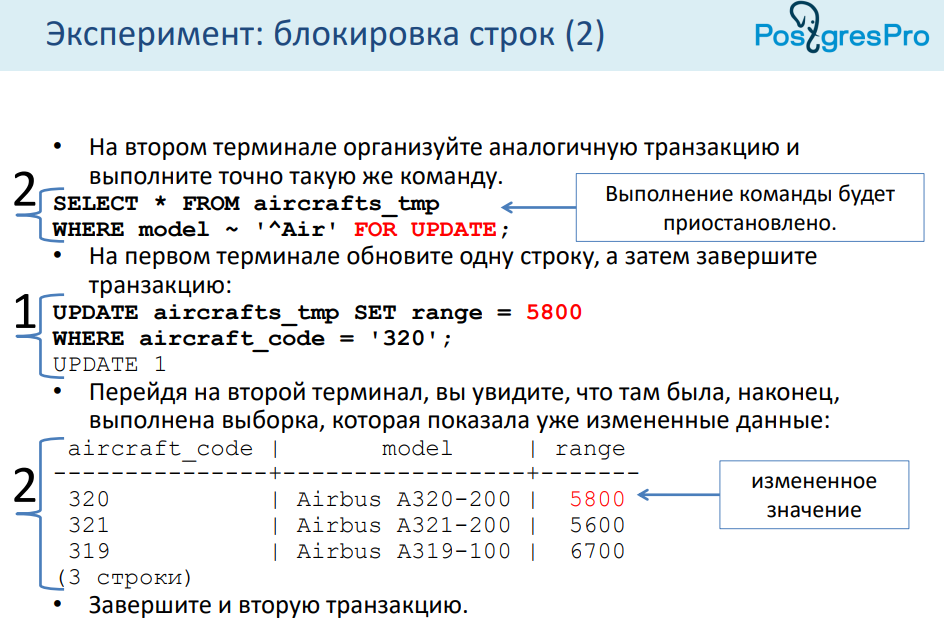 Эксперимент: блокировка строк (2)
PostgresPro
• На втором терминале организуйте аналогичную транзакцию и
выполните точно такую же команду.
2
SELECT * FROM aircrafts_tmp
WHERE model ~ '^Air' FOR UPDATE;
Выполнение команды будет
приостановлено.
• На первом терминале обновите одну строку, а затем завершите
транзакцию:
1
UPDATE aircrafts_tmp SET range = 5800
WHERE aircraft_code = '320';
UPDATE 1
• Перейдя на второй терминал, вы увидите, что там была, наконец,
выполнена выборка, которая показала уже измененные данные:
2
aircraft_code | model | range
---------------+-----------------+-------
320 | Airbus A320-200 | 5800
321 | Airbus A321-200 | 5600
319 | Airbus A319-100 | 6700
(3 строки)
измененное
значение
• Завершите и вторую транзакцию.